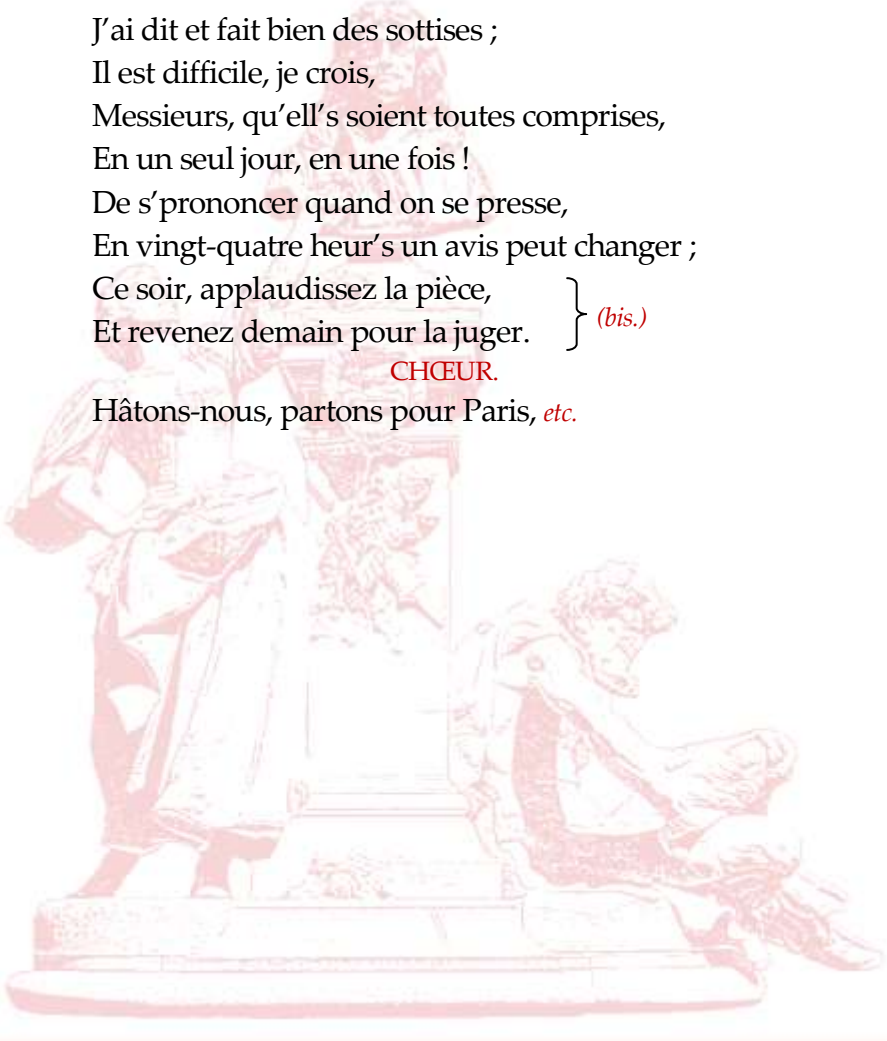 J’ai dit et fait bien des sottises ;
Il est difficile, je crois,
Messieurs, qu’ell’s soient toutes comprises,
En un seul jour, en une fois !
De s’prononcer quand on se presse,
En vingt-quatre heur’s un avis peut changer ;
Ce soir, applaudissez la pièce,
Et revenez demain pour la juger.
(bis.)
CHŒUR.
Hâtons-nous, partons pour Paris, etc.